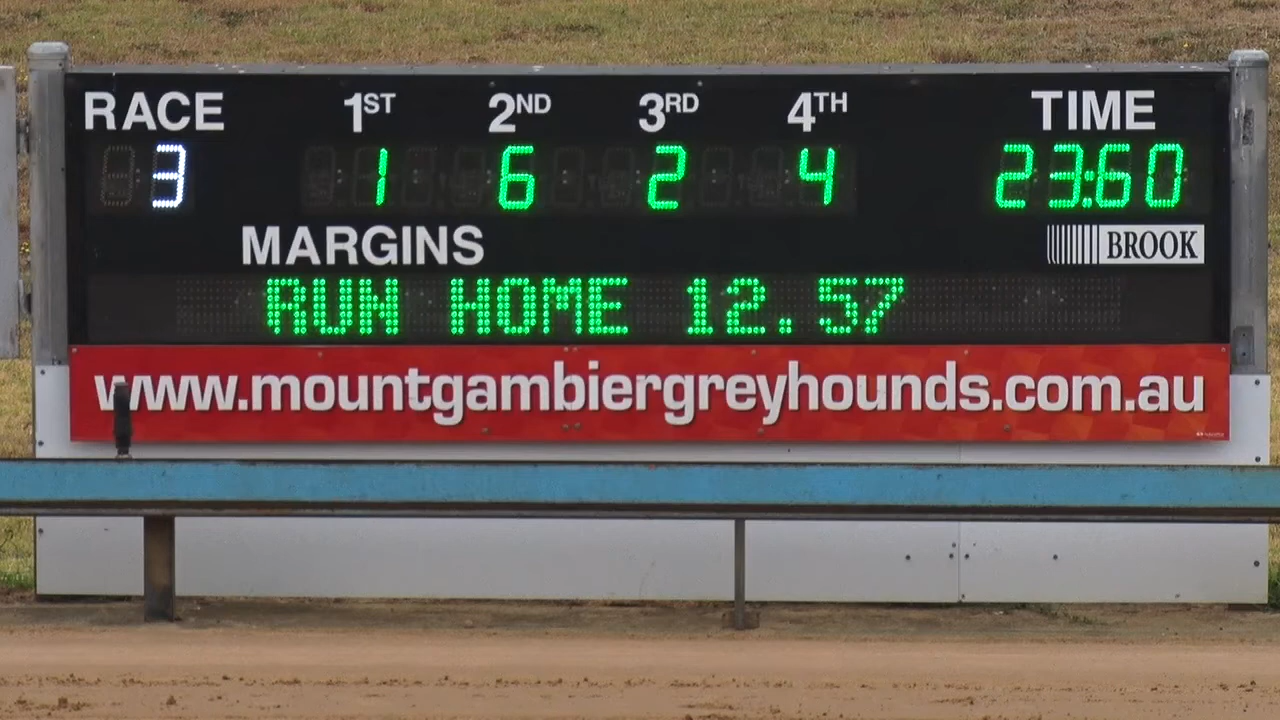 RACE 1ST 2ND 3RD 4TH TIME
3 1 6 2 4 23:60
MARGINS BROOK
RUN HOME 12.57
www.mountgambiergreyhounds.com.au